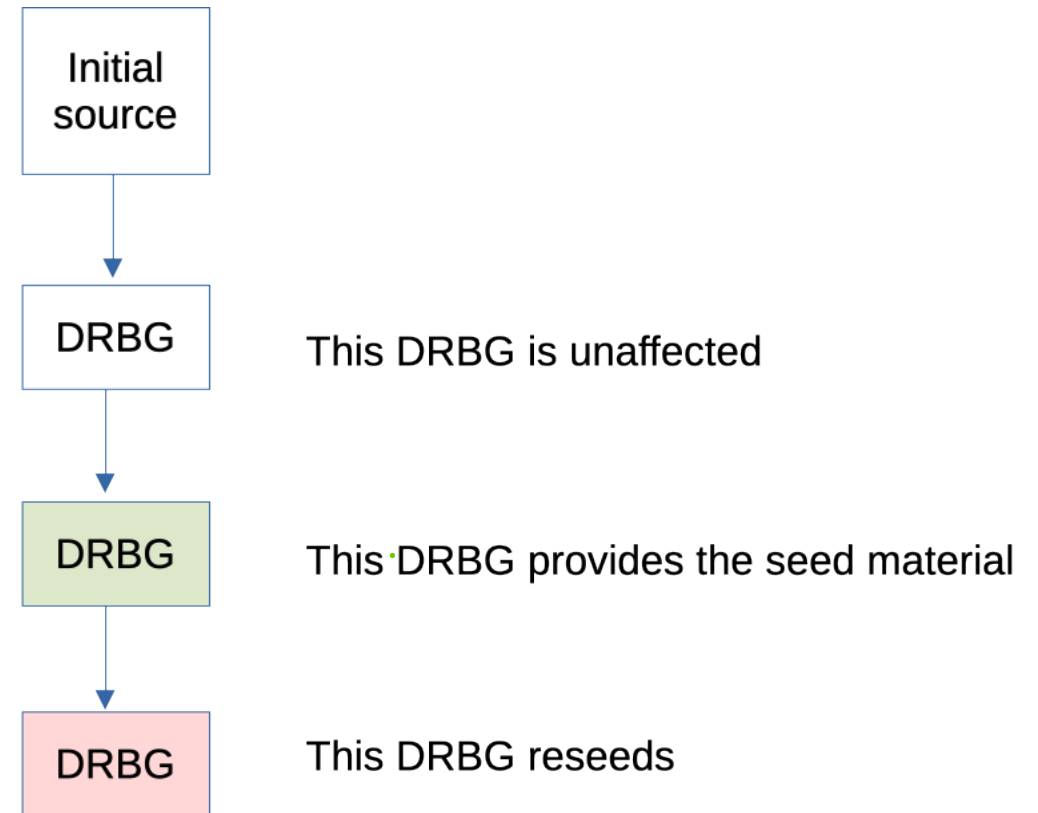 Initial
source
DRBG
This DRBG is unaffected
DRBG
This DRBG provides the seed material
DRBG
This DRBG reseeds